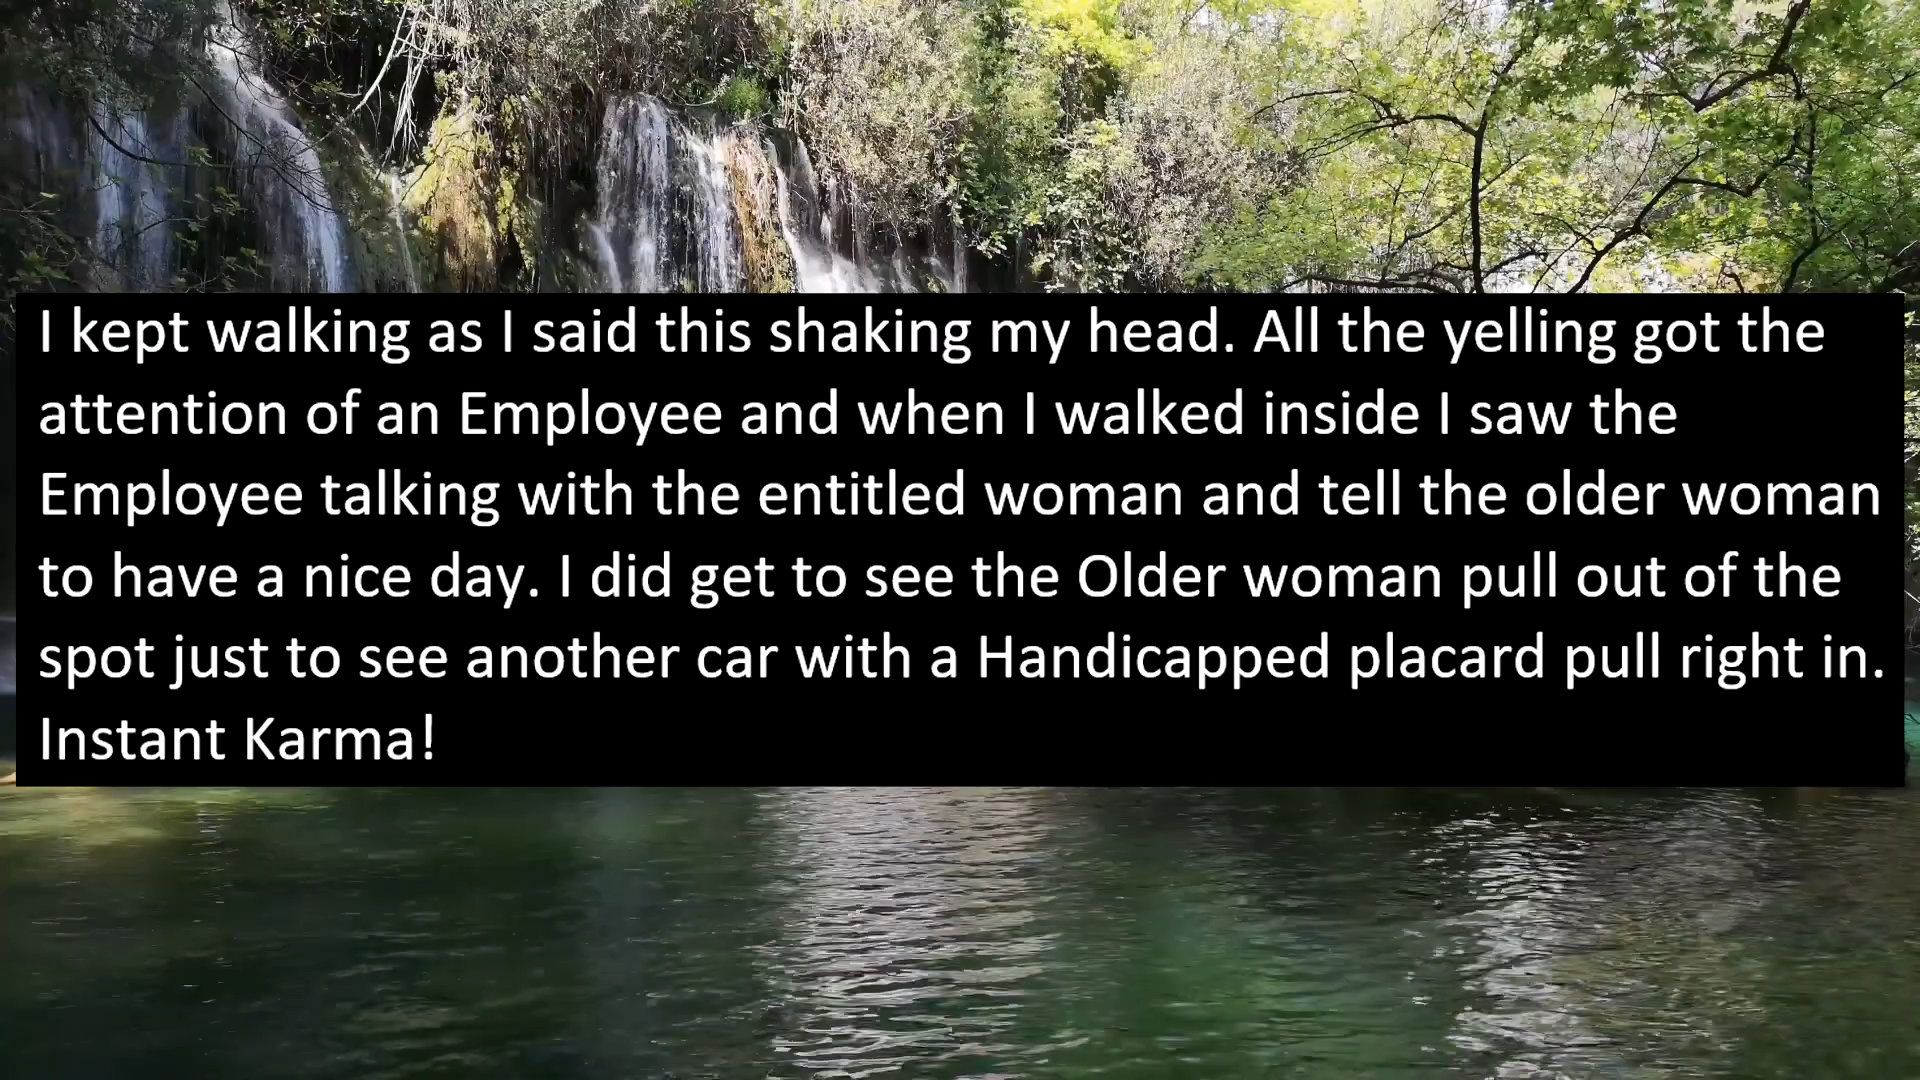 I kept walking as I said this shaking my head. All the yelling got the
attention of an Employee and when I walked inside I saw the
Employee talking with the entitled woman and tell the older woman
to have a nice day. I did get to see the Older woman pull out of the
spot just to see another car with a Handicapped placard pull right in.
Instant Karma!